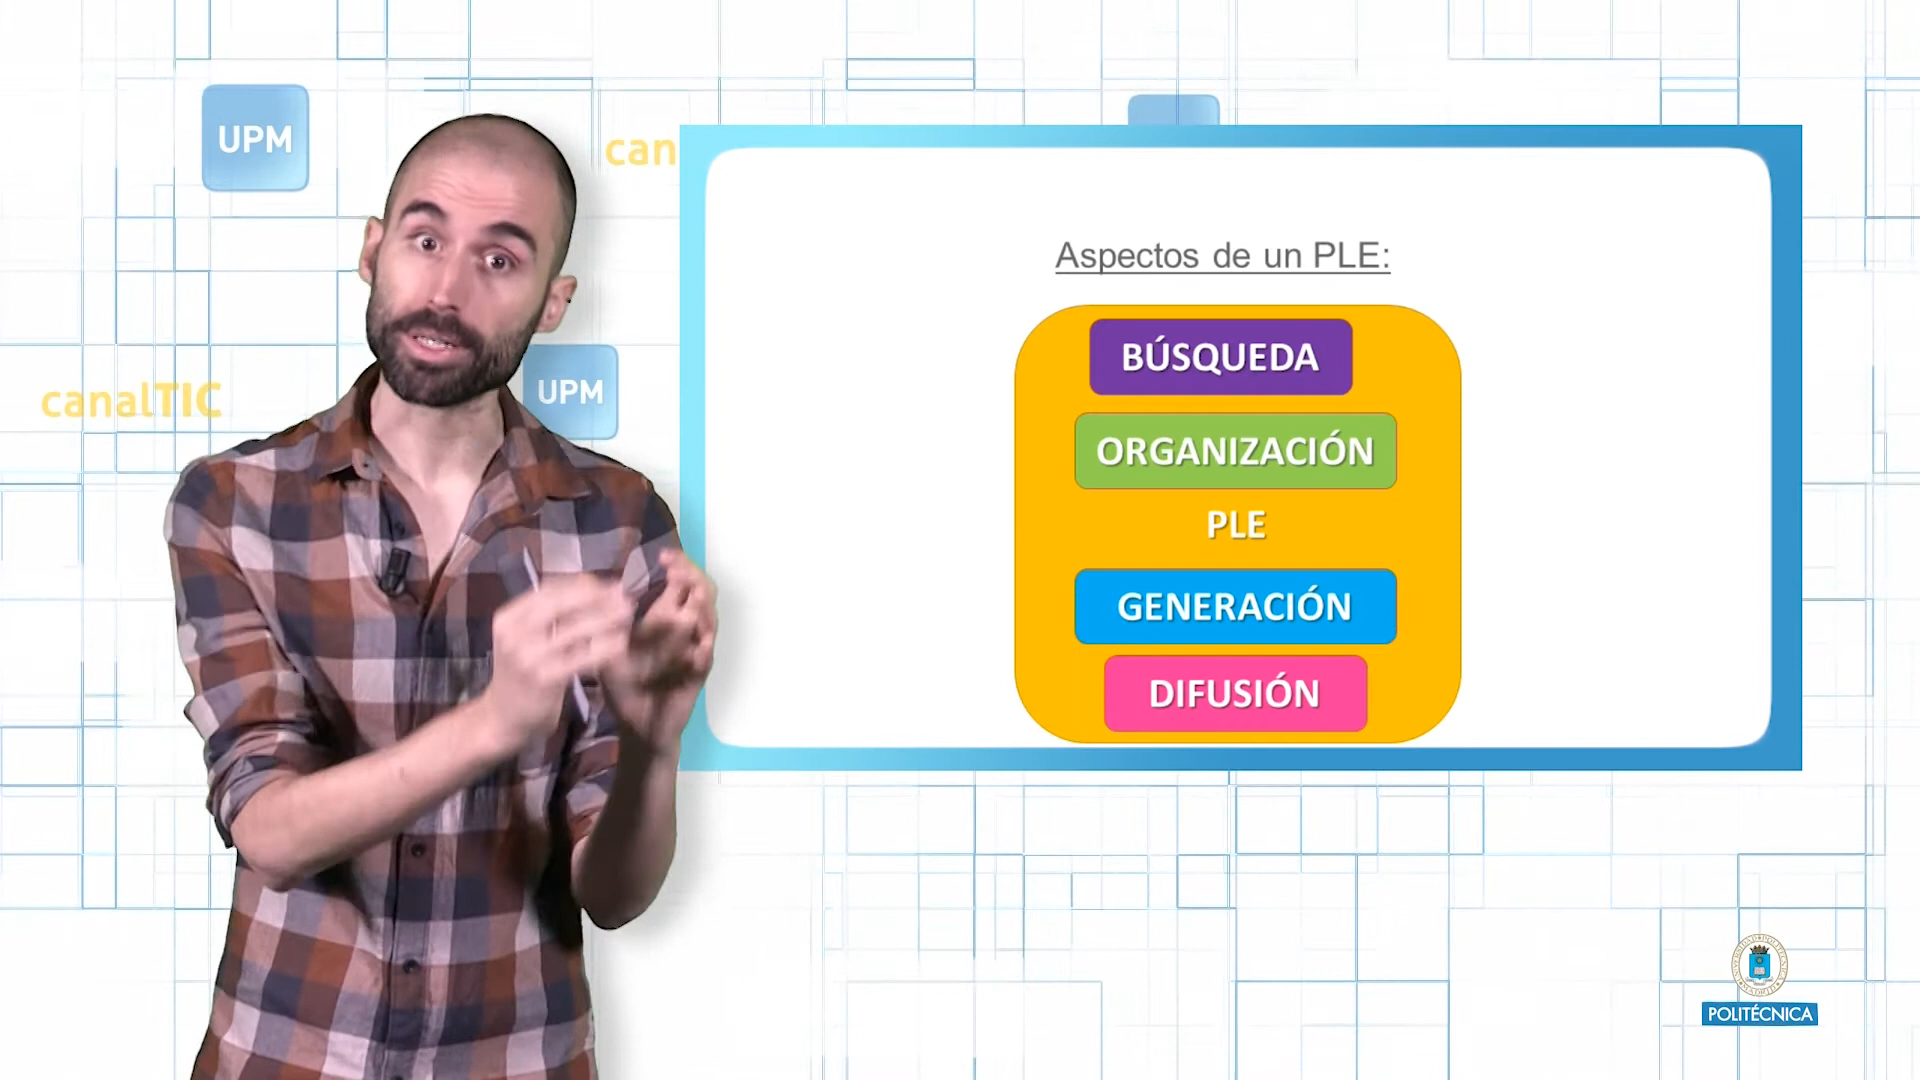 UPM
can
canalTIC
UPM
Aspectos de un PLE:
BÚSQUEDA
ORGANIZACIÓN
PLE
GENERACIÓN
DIFUSIÓN
POLITÉCNICA